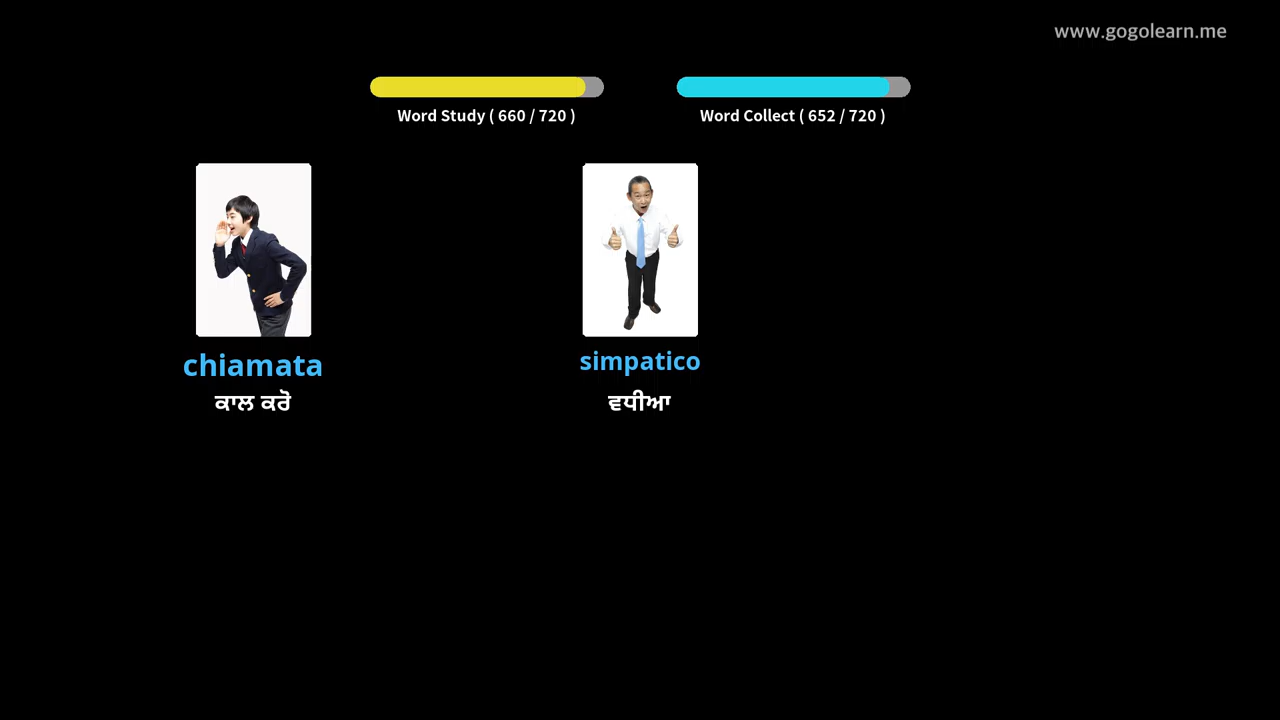 www.gogolearn.me
Word Study ( 660 / 720 )
Word Collect ( 652 / 720 )
chiamata
simpatico
ਕਾਲ ਕਰੋ
ਵਧੀਆ